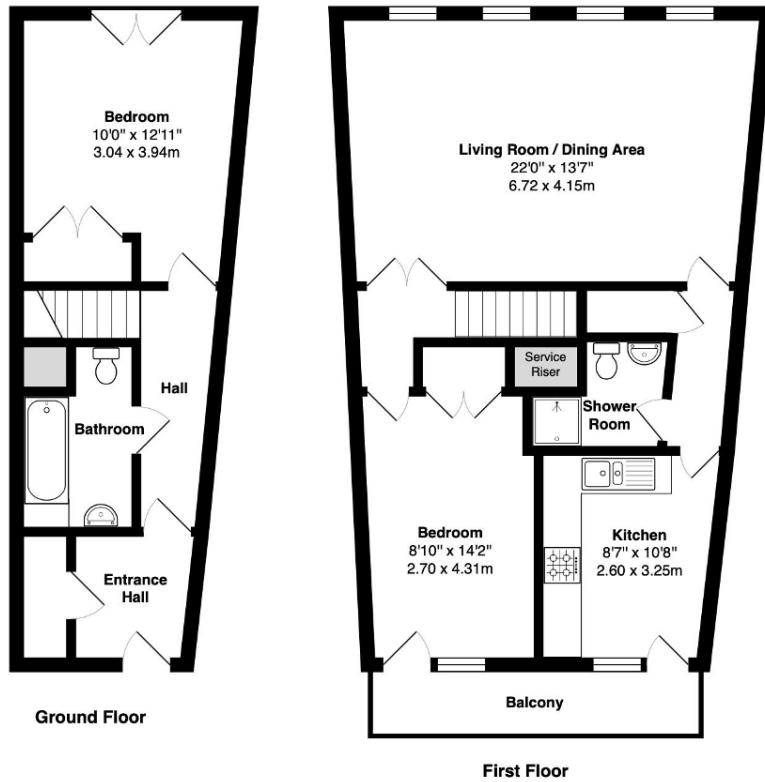 Bedroom
10'0" x 12'11"
3.04 x 3.94m
Hall
Bathroom
Entrance
Hall
Ground Floor
Living Room / Dining Area
22'0" x 13'7"
6.72 x 4.15m
Service
Riser
Shower
Room
Bedroom
8'10" x 14'2"
2.70 x 4.31m
Kitchen
8'7" x 10'8"
2.60 x 3.25m
Balcony
First Floor